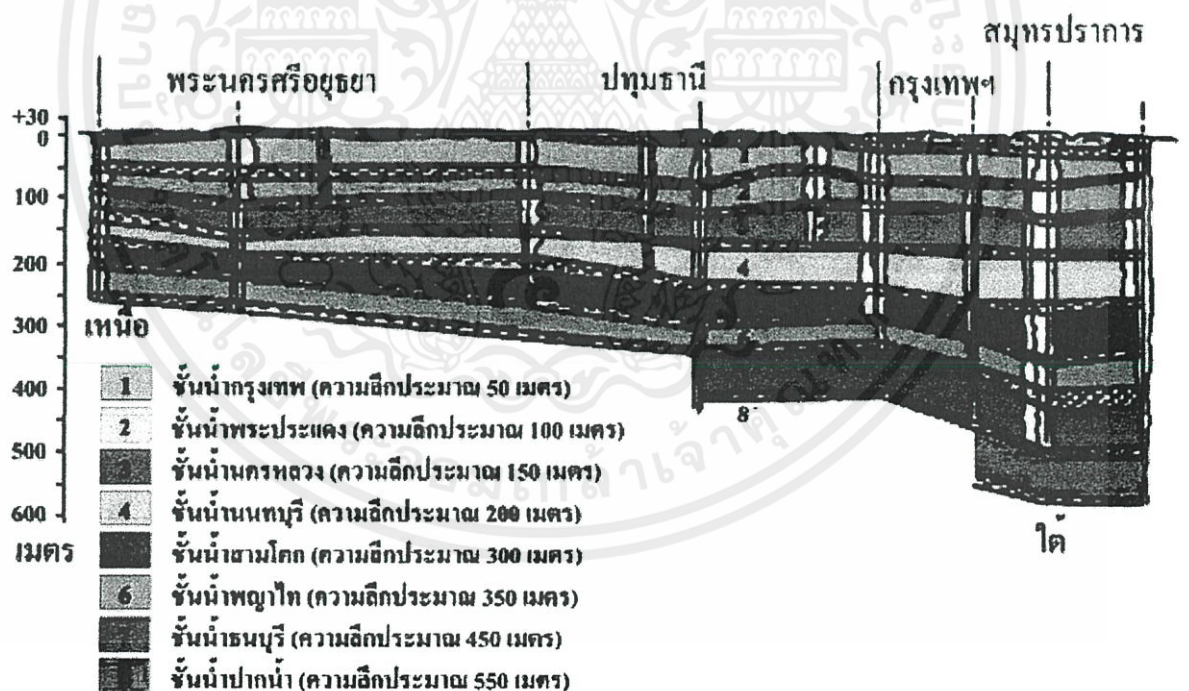 สมุทรปราการ
พระนครศรีอยุธยา ปทุมธานี กรุงเทพฯ
+30
0
100
200
300
400
500
600
เมตร
เหนือ
1
2
4
8
ใต้
1 ชั้นน้ำกรุงเทพ (ความลึกประมาณ 50 เมตร)
2 ชั้นน้ำพระประแดง (ความลึกประมาณ 100 เมตร)
ชั้นน้ำนครหลวง (ความลึกประมาณ 150 เมตร)
4 ชั้นน้ำนนทบุรี (ความลึกประมาณ 200 เมตร)
ชั้นน้ำสามโคก (ความลึกประมาณ 300 เมตร)
6 ชั้นน้ำพญาไท (ความลึกประมาณ 350 เมตร)
ชั้นน้ำธนบุรี (ความลึกประมาณ 450 เมตร)
ชั้นน้ำปากน้ำ (ความลึกประมาณ 550 เมตร)